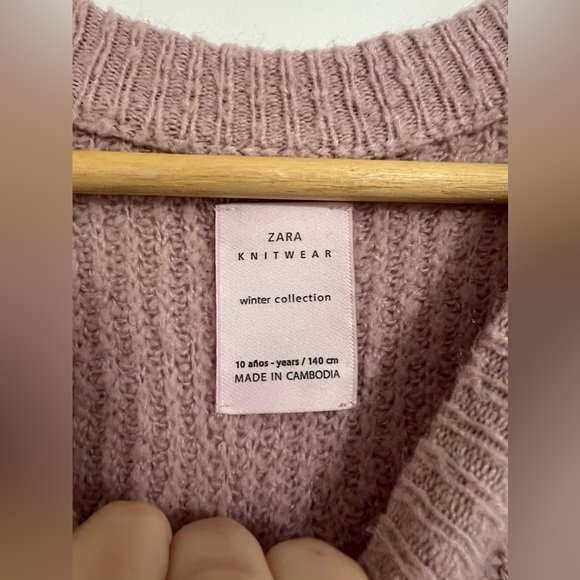 ZARA
KNITWEAR
winter collection
10 años - years / 140 cm
MADE IN CAMBODIA